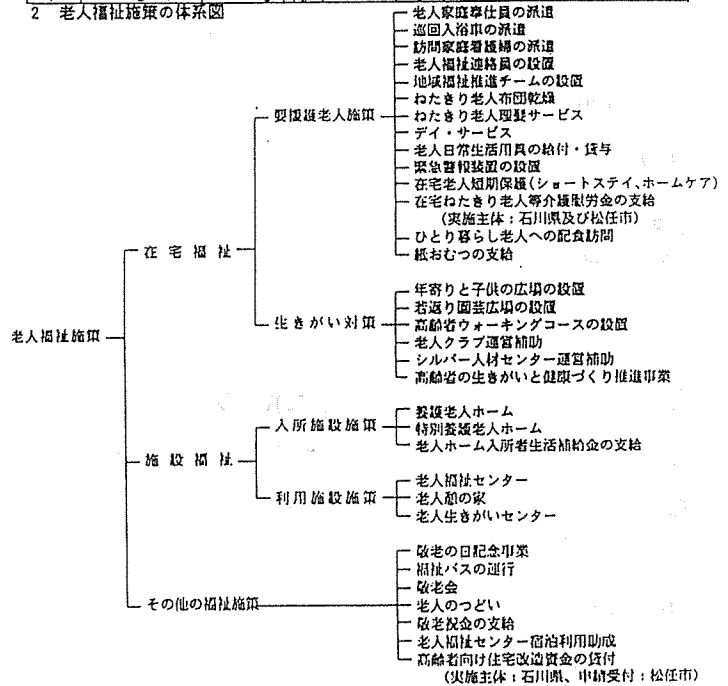 2 老人福祉施策の体系図
老人家庭奉仕員の派遣
巡回入浴車の派遣
訪問家庭看護婦の派遣
老人福祉連絡員の設置
地域福祉推進チームの設置
ねたきり老人布団乾燥
要援護老人施策
ねたきり老人理髪サービス
デイ・サービス
老人日常生活用具の給付・貸与
緊急警報装置の設置
在宅老人短期保護(ショートステイ、ホームケア)
在宅ねたきり老人等介護慰労金の支給
(実施主体:石川県及び松任市)
ひとり暮らし老人への配食訪問
在宅福祉
紙おむつの支給
年寄りと子供の広場の設置
若返り園芸広場の設置
生きがい対策
高齢者ウォーキングコースの設置
老人福祉施策
老人クラブ運営補助
シルバー人材センター運営補助
高齢者の生きがいと健康づくり推進事業
養護老人ホーム
入所施設施策
特別養護老人ホーム
老人ホーム入所者生活補給金の支給
施設福祉
老人福祉センター
利用施設施策
老人憩の家
老人生きがいセンター
敬老の日記念事業
福祉バスの運行
敬老会
その他の福祉施策
老人のつどい
敬老祝金の支給
老人福祉センター宿泊利用助成
高齢者向け住宅改造資金の貸付
(実施主体:石川県、申請受付:松任市)